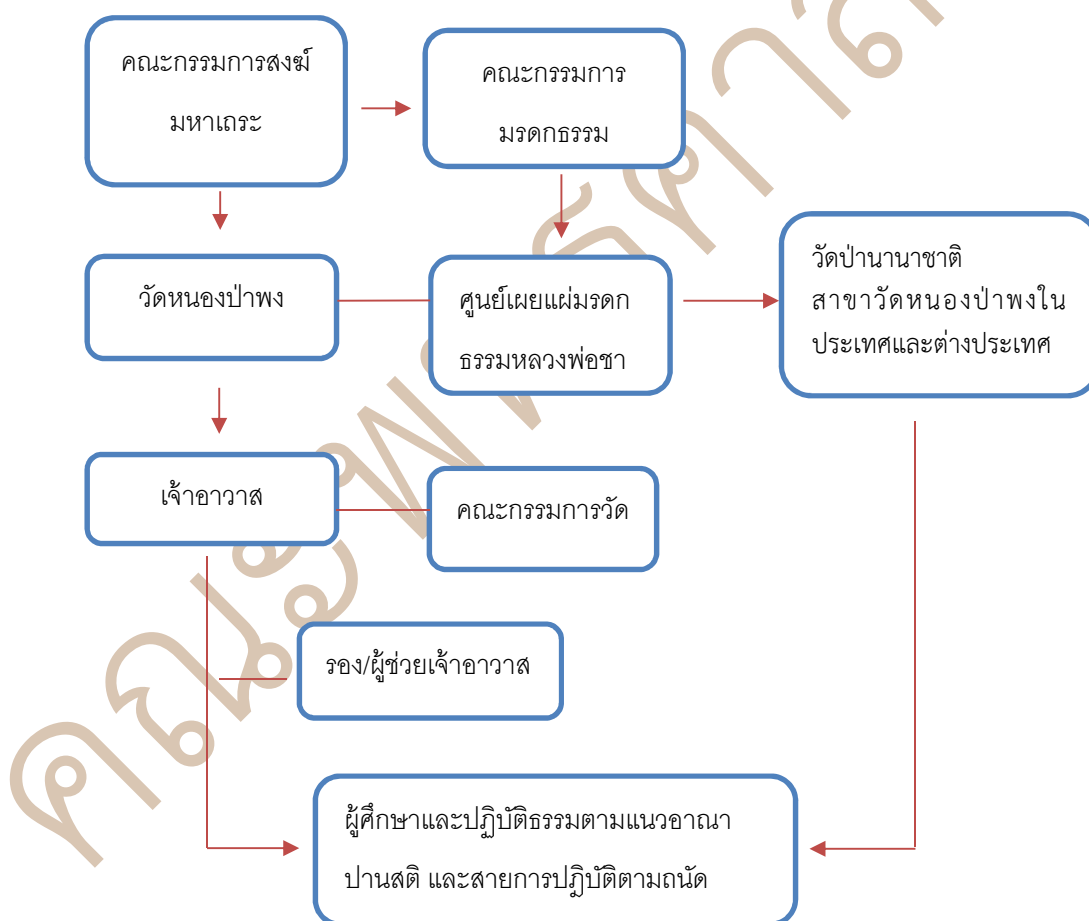 คณะกรรมการสงฆ์
มหาเถระ
คณะกรรมการ
มรดกธรรม
วัดหนองป่าพง
ศูนย์เผยแผ่มรดก
ธรรมหลวงพ่อชา
วัดป่านานาชาติ
สาขาวัดหนองป่าพงใน
ประเทศและต่างประเทศ
เจ้าอาวาส
คณะกรรมการวัด
รอง/ผู้ช่วยเจ้าอาวาส
ผู้ศึกษาและปฏิบัติธรรมตามแนวอาณา
ปานสติ และสายการปฏิบัติตามถนัด